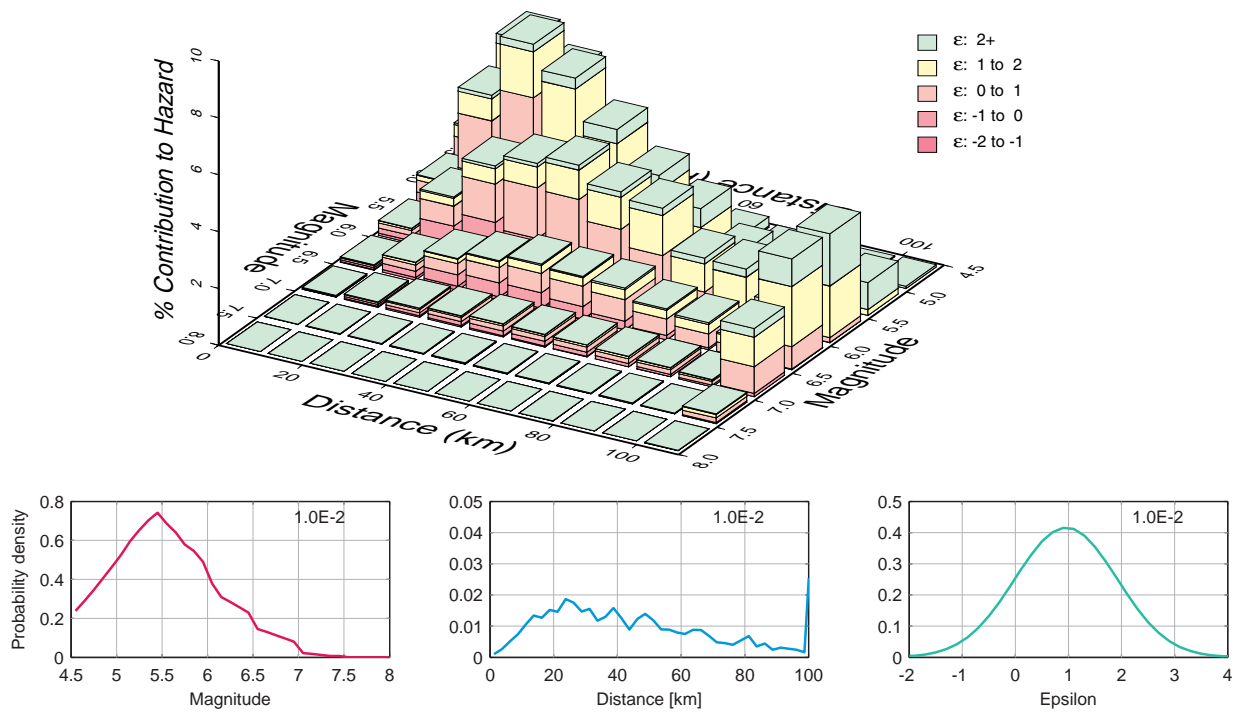 % Contribution to Hazard
10
8
6
4
2
0
ε: 2+
ε: 1 to 2
ε: 0 to 1
ε: -1 to 0
ε: -2 to -1
Magnitude
5.5
6.0
6.5
7.0
7.5
8.0
60
100
Distance (km)
20
40
60
80
100
Magnitude
4.5
5.0
5.5
6.0
6.5
7.0
7.5
8.0
Probability density
0.8
0.6
0.4
0.2
0
1.0E-2
4.5 5 5.5 6 6.5 7 7.5 8
Magnitude
0.05
0.04
0.03
0.02
0.01
0
1.0E-2
0 20 40 60 80 100
Distance [km]
0.5
0.4
0.3
0.2
0.1
0
1.0E-2
-2 -1 0 1 2 3 4
Epsilon